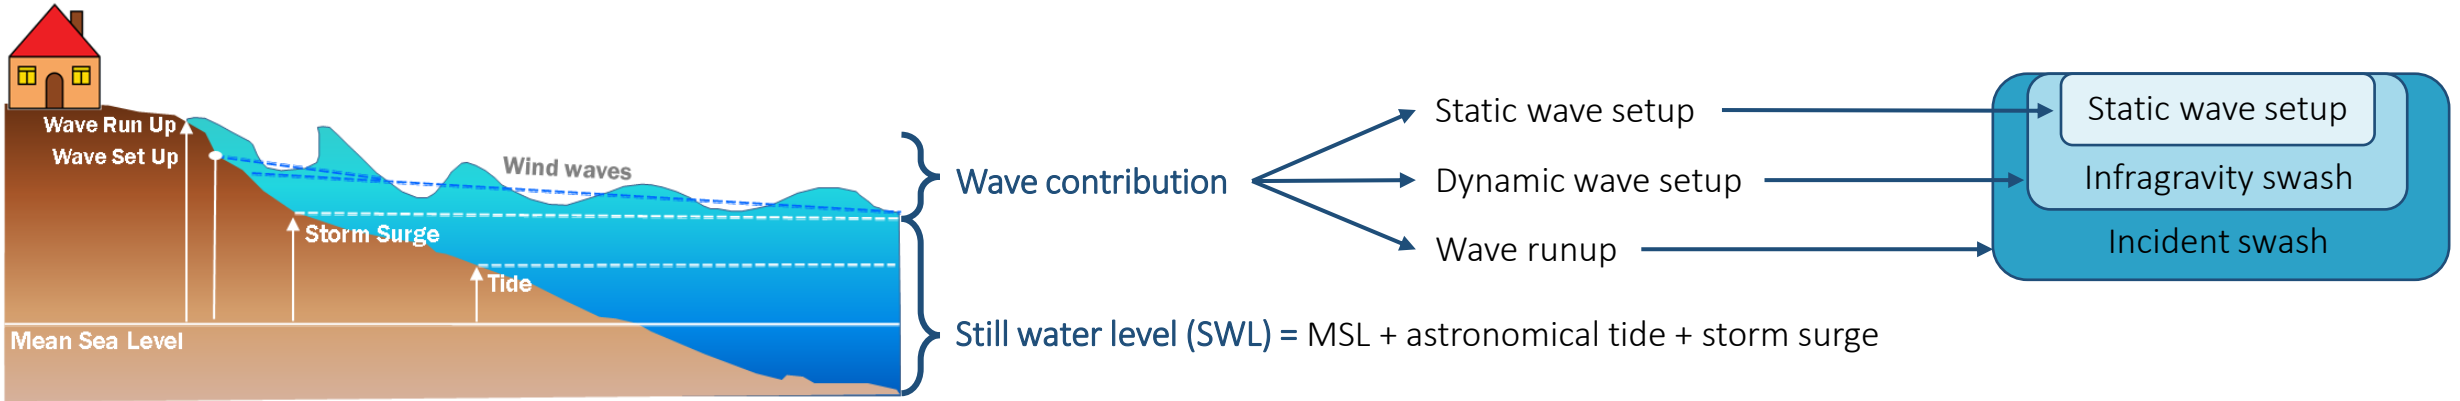 Wave Run Up
Wave Set Up
Wind waves
Storm Surge
Tide
Mean Sea Level
Wave contribution
Static wave setup
Dynamic wave setup
Wave runup
Static wave setup
Infragravity swash
Incident swash
Still water level (SWL) = MSL + astronomical tide + storm surge